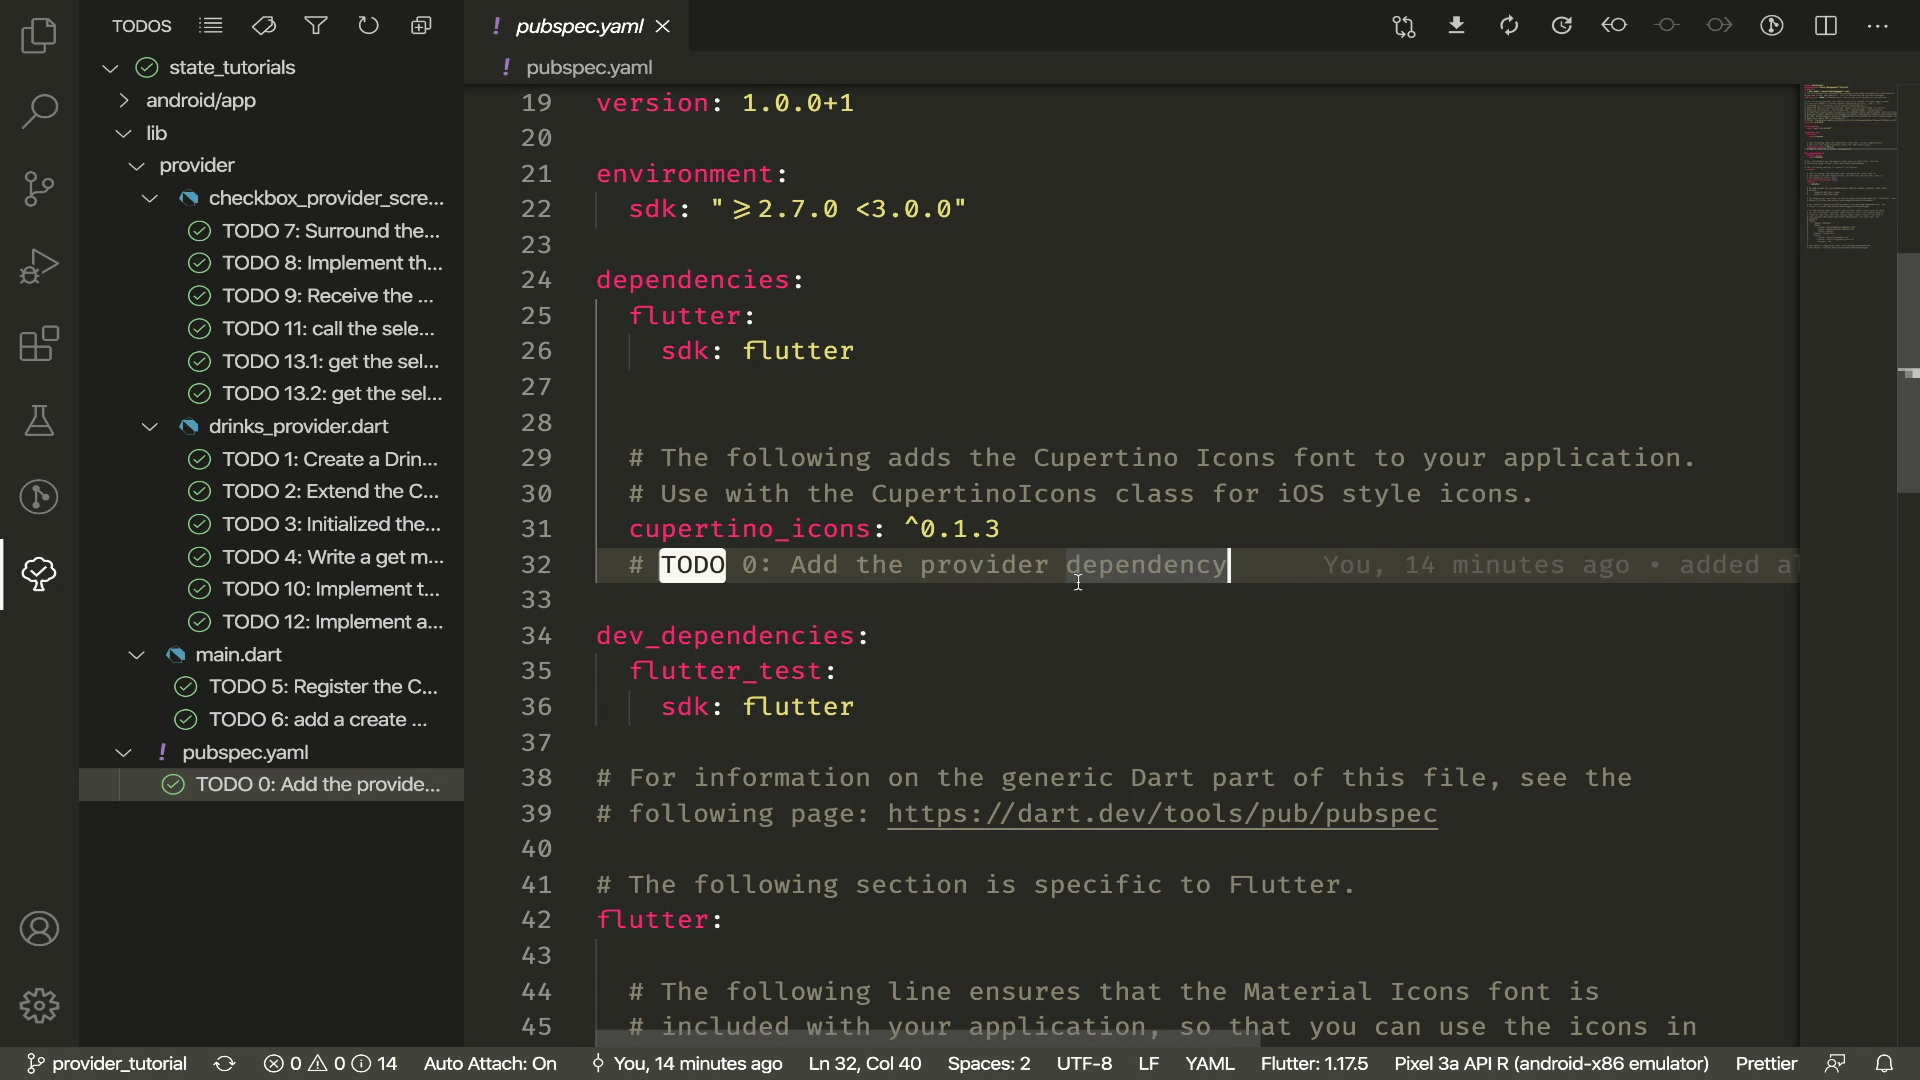 TODOS
state_tutorials
android/app
lib
provider
checkbox_provider_scre...
TODO 7: Surround the...
TODO 8: Implement th...
TODO 9: Receive the ...
TODO 11: call the sele...
TODO 13.1: get the sel...
TODO 13.2: get the sel...
drinks_provider.dart
TODO 1: Create a Drin...
TODO 2: Extend the C...
TODO 3: Initialized the...
TODO 4: Write a get m...
TODO 10: Implement t...
TODO 12: Implement a...
main.dart
TODO 5: Register the C...
TODO 6: add a create ...
! pubspec.yaml
TODO 0: Add the provide...
! pubspec.yaml
! pubspec.yaml
19 version: 1.0.0+1
20
21 environment:
22 sdk: ">=2.7.0 <3.0.0"
23
24 dependencies:
25 flutter:
26 sdk: flutter
27
28
29 # The following adds the Cupertino Icons font to your application.
30 # Use with the CupertinoIcons class for iOS style icons.
31 cupertino_icons: ^0.1.3
32 # TODO 0: Add the provider dependency You, 14 minutes ago • added al
33
34 dev_dependencies:
35 flutter_test:
36 sdk: flutter
37
38 # For information on the generic Dart part of this file, see the
39 # following page: https://dart.dev/tools/pub/pubspec
40
41 # The following section is specific to Flutter.
42 flutter:
43
44 # The following line ensures that the Material Icons font is
45 # included with your application, so that you can use the icons in
provider_tutorial 0 0 14 Auto Attach: On You, 14 minutes ago Ln 32, Col 40 Spaces: 2 UTF-8 LF YAML Flutter: 1.17.5 Pixel 3a API R (android-x86 emulator) Prettier